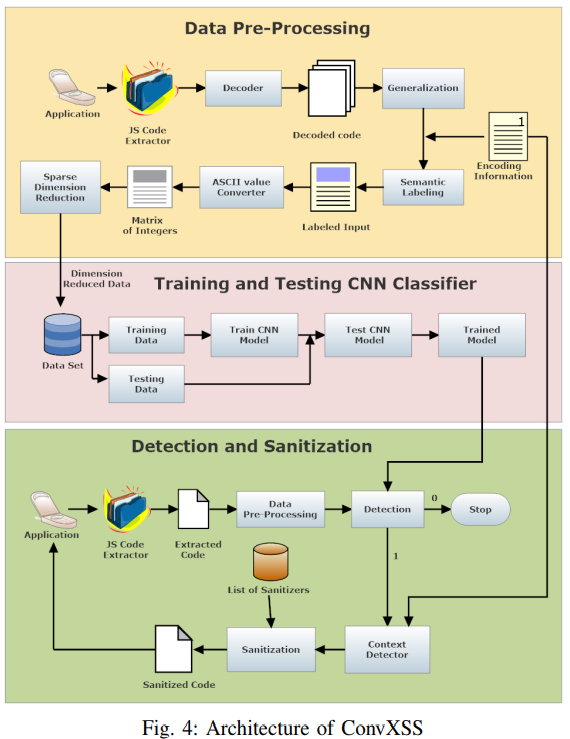 Data Pre-Processing
Application
JS Code
Extractor
Decoder
Decoded code
Generalization
1
Encoding
Information
Sparse
Dimension
Reduction
Matrix
of Integers
ASCII value
Converter
Labeled Input
Semantic
Labeling
Dimension
Reduced Data
Training and Testing CNN Classifier
Data Set
Training
Data
Train CNN
Model
Test CNN
Model
Trained
Model
Testing
Data
Detection and Sanitization
Application
JS Code
Extractor
Extracted
Code
Data
Pre-Processing
Detection
0
Stop
1
List of Sanitizers
Sanitized Code
Sanitization
Context
Detector
Fig. 4: Architecture of ConvXSS